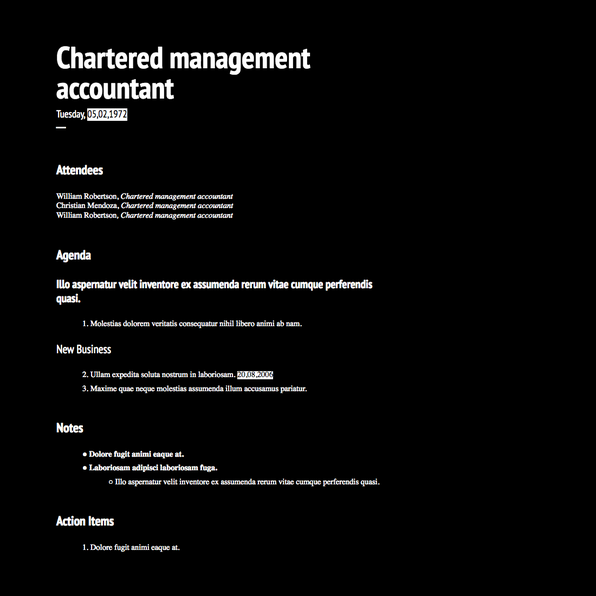 Chartered management
accountant
Tuesday, 05,02,1972
Attendees
William Robertson, Chartered management accountant
Christian Mendoza, Chartered management accountant
William Robertson, Chartered management accountant
Agenda
Illo aspernatur velit inventore ex assumenda rerum vitae cumque perferendis
quasi.
1. Molestias dolorem veritatis consequatur nihil libero animi ab nam.
New Business
2. Ullam expedita soluta nostrum in laboriosam. 20,08,2006
3. Maxime quae neque molestias assumenda illum accusamus pariatur.
Notes
• Dolore fugit animi eaque at.
• Laboriosam adipisci laboriosam fuga.
○ Illo aspernatur velit inventore ex assumenda rerum vitae cumque perferendis quasi.
Action Items
1. Dolore fugit animi eaque at.